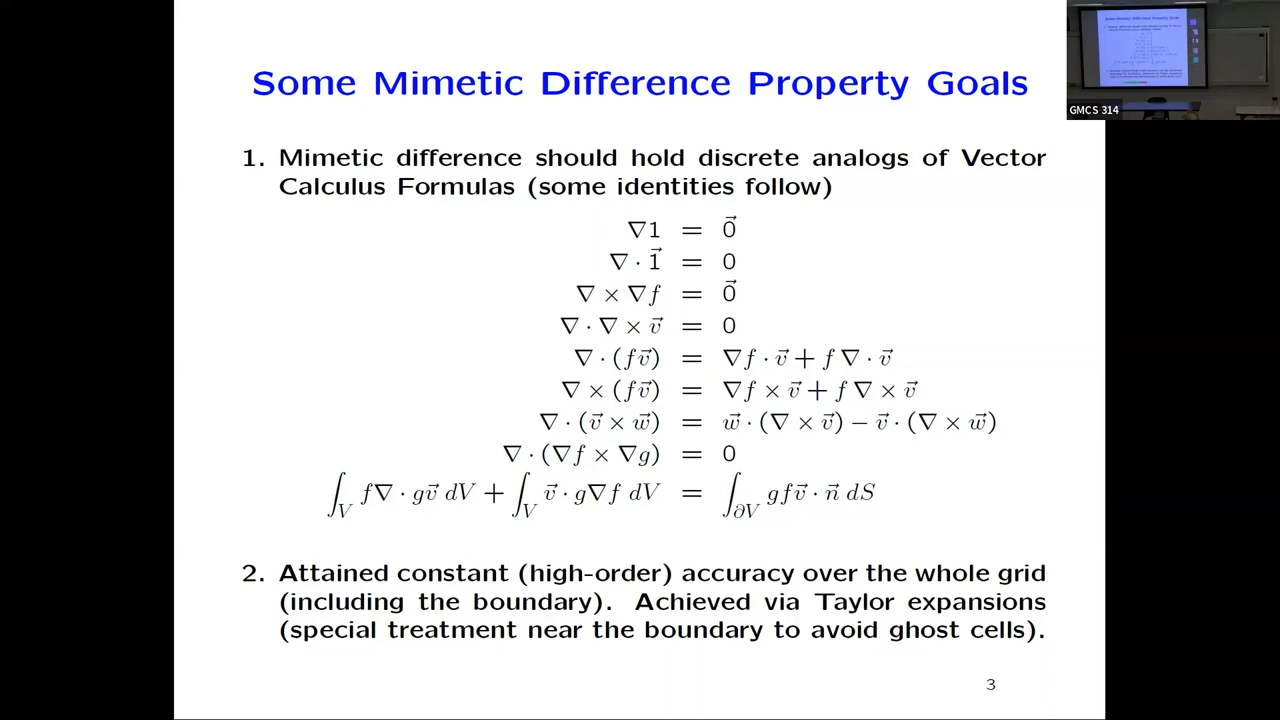 Some Mimetic Difference Property Goals
GMCS 314
1. Mimetic difference should hold discrete analogs of Vector
Calculus Formulas (some identities follow)
∇1 = 0⃗
∇ · 1⃗ = 0
∇ × ∇f = 0⃗
∇ · ∇ × v⃗ = 0
∇ · (fv⃗) = ∇f · v⃗ + f ∇ · v⃗
∇ × (fv⃗) = ∇f × v⃗ + f ∇ × v⃗
∇ · (v⃗ × w⃗) = w⃗ · (∇ × v⃗) − v⃗ · (∇ × w⃗)
∇ · (∇f × ∇g) = 0
∫_V f∇ · gv⃗ dV + ∫_V v⃗ · g∇f dV = ∫_∂V gfv⃗ · n⃗ dS
2. Attained constant (high-order) accuracy over the whole grid
(including the boundary). Achieved via Taylor expansions
(special treatment near the boundary to avoid ghost cells).
3